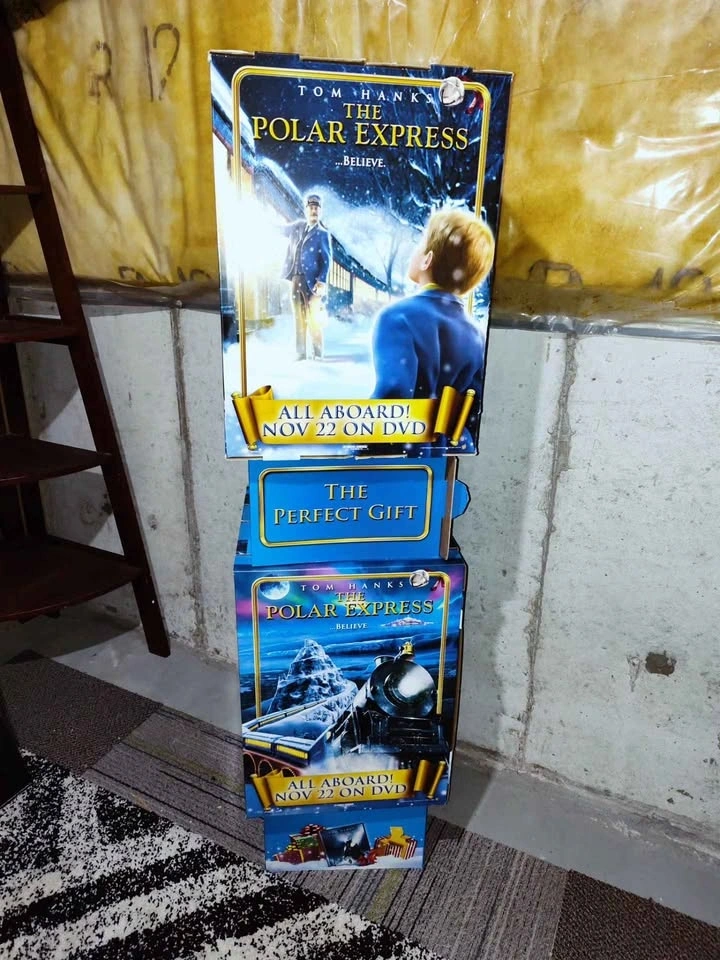 R 19
TOM HANKS
THE
POLAR EXPRESS
...BELIEVE.
ALL ABOARD!
NOV 22 ON DVD
THE
PERFECT GIFT
TOM HANKS
THE
POLAR EXPRESS
...BELIEVE
ALL ABOARD!
NOV 22 ON DVD